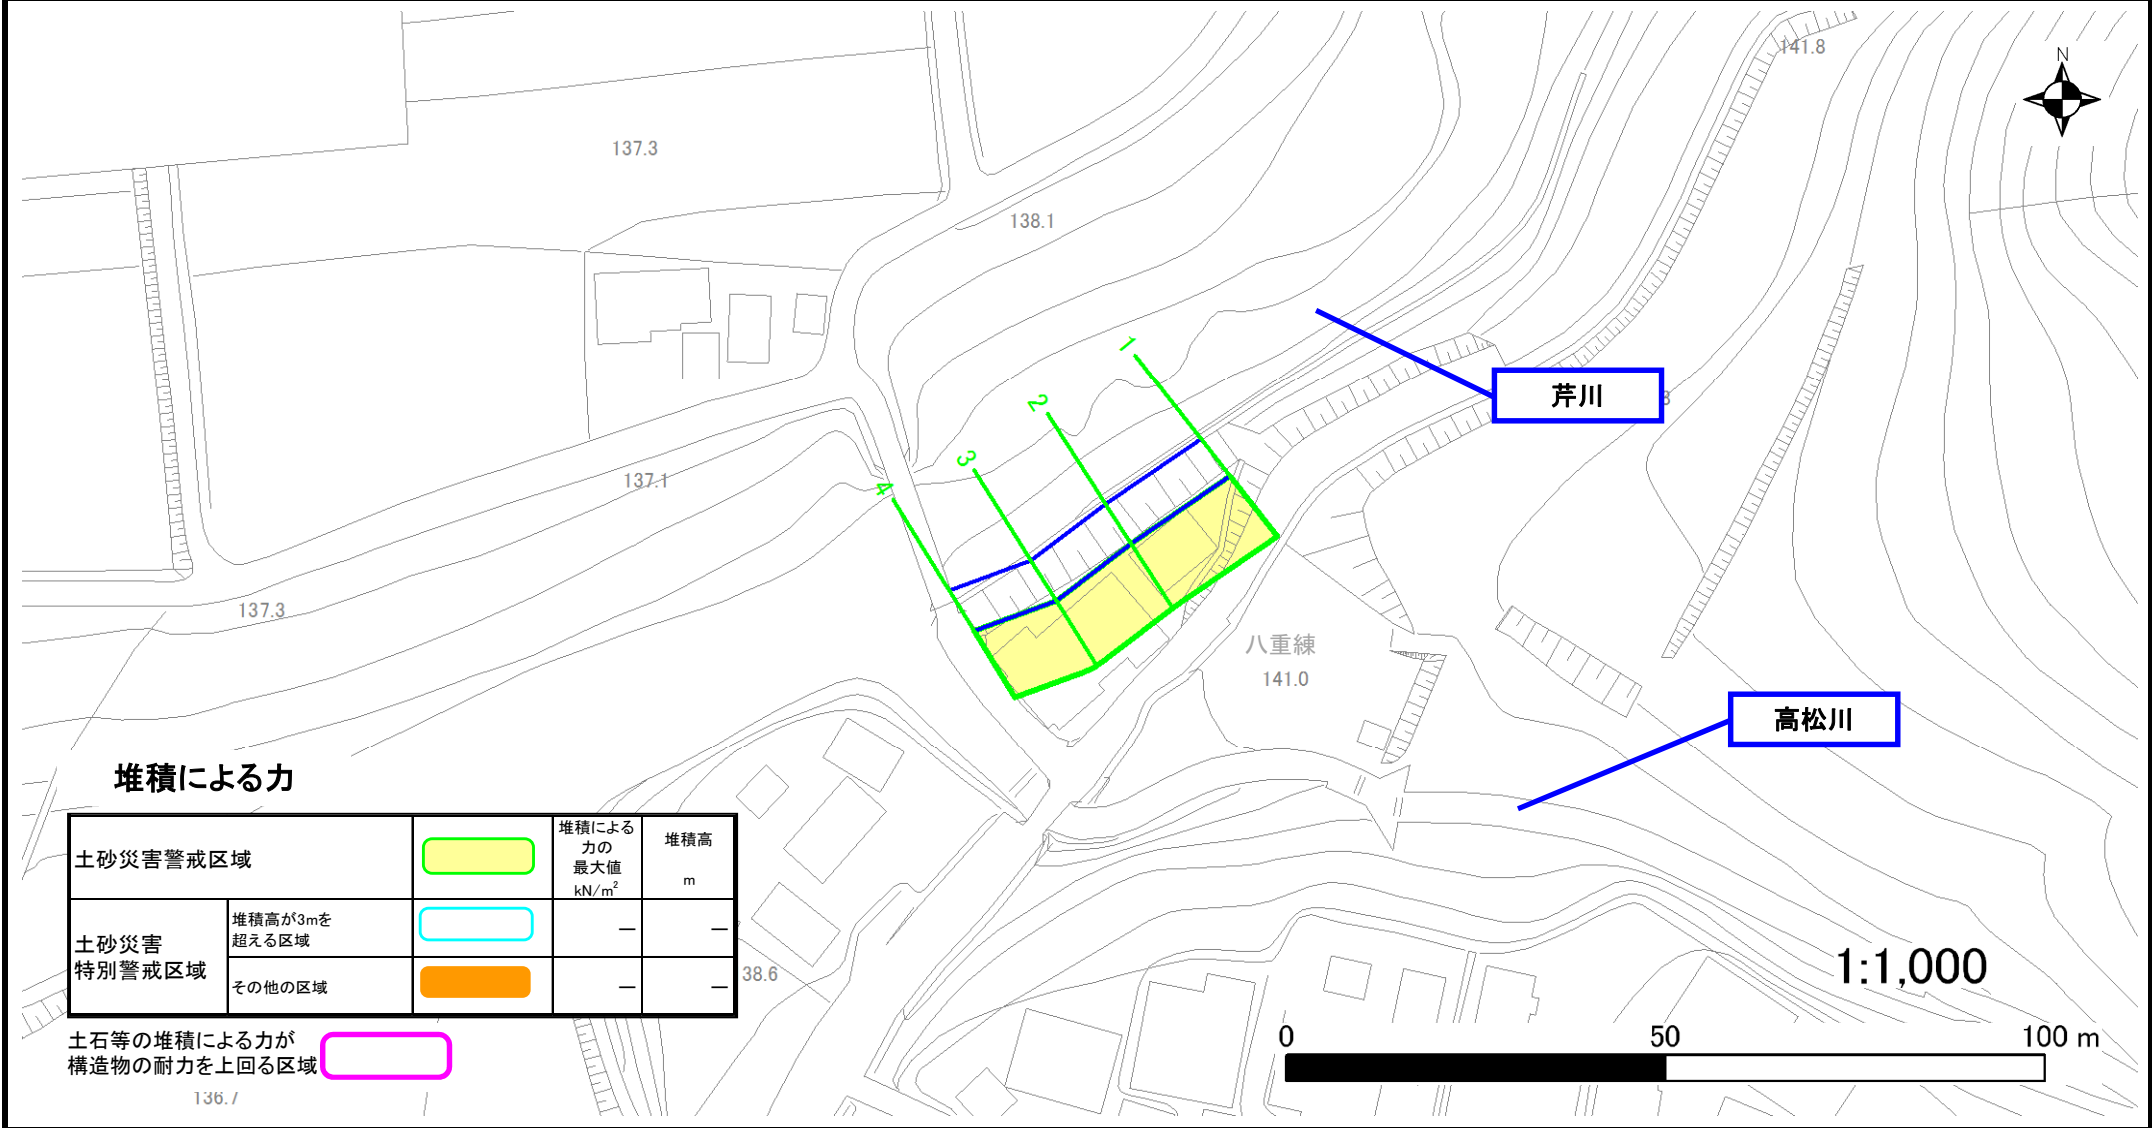 141.8
N
137.3
138.1
1
芹川
2
3
137.1
4
137.3
八重練
141.0
高松川
堆積による力
土砂災害警戒区域
堆積による
力の
最大値
kN/m²
堆積高
m
土砂災害
特別警戒区域
堆積高が3mを
超える区域
—
—
その他の区域
—
—
38.6
1:1,000
土石等の堆積による力が
構造物の耐力を上回る区域
0
50
100 m
136.7